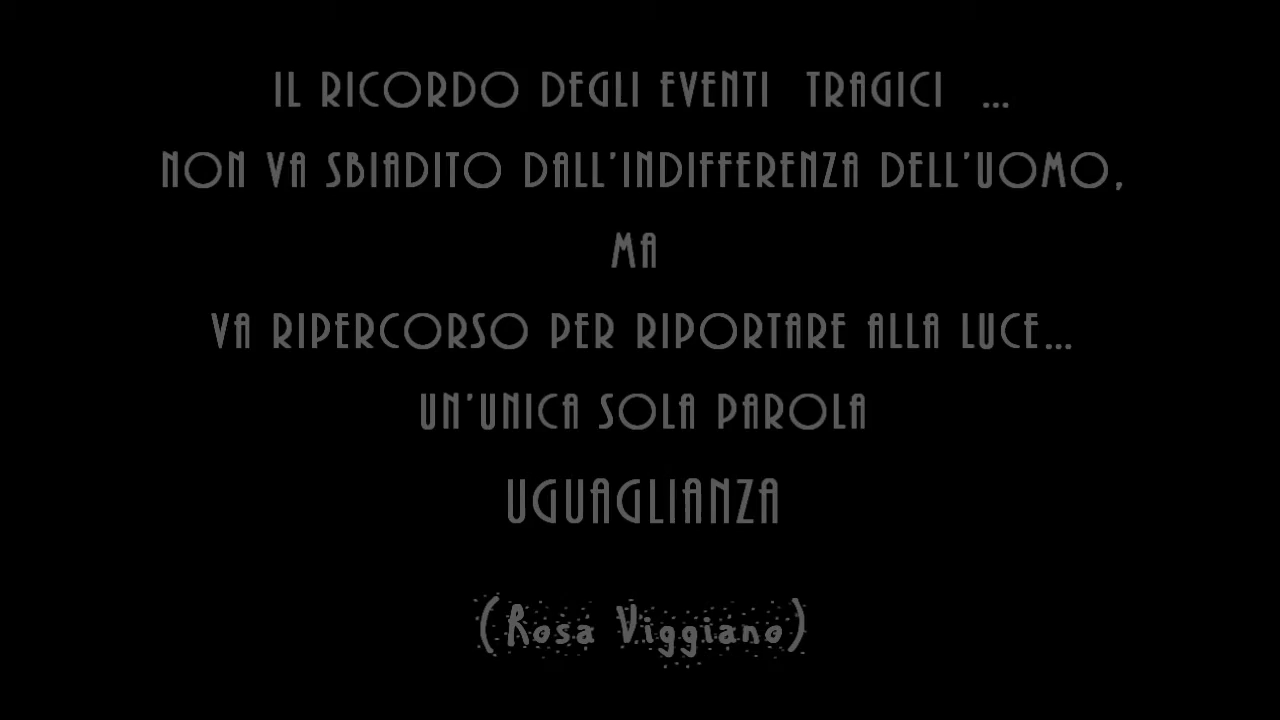 IL RICORDO DEGLI EVENTI TRAGICI ...
NON VA SBIADITO DALL'INDIFFERENZA DELL'UOMO,
MA
VA RIPERCORSO PER RIPORTARE ALLA LUCE...
UN'UNICA SOLA PAROLA
UGUAGLIANZA
(Rosa Viggiano)